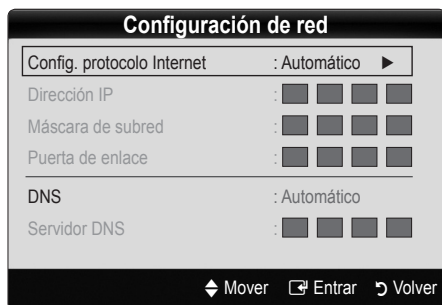 Configuración de red
Config. protocolo Internet : Automático ►
Dirección IP :
Máscara de subred :
Puerta de enlace :
DNS : Automático
Servidor DNS :
Mover Entrar Volver